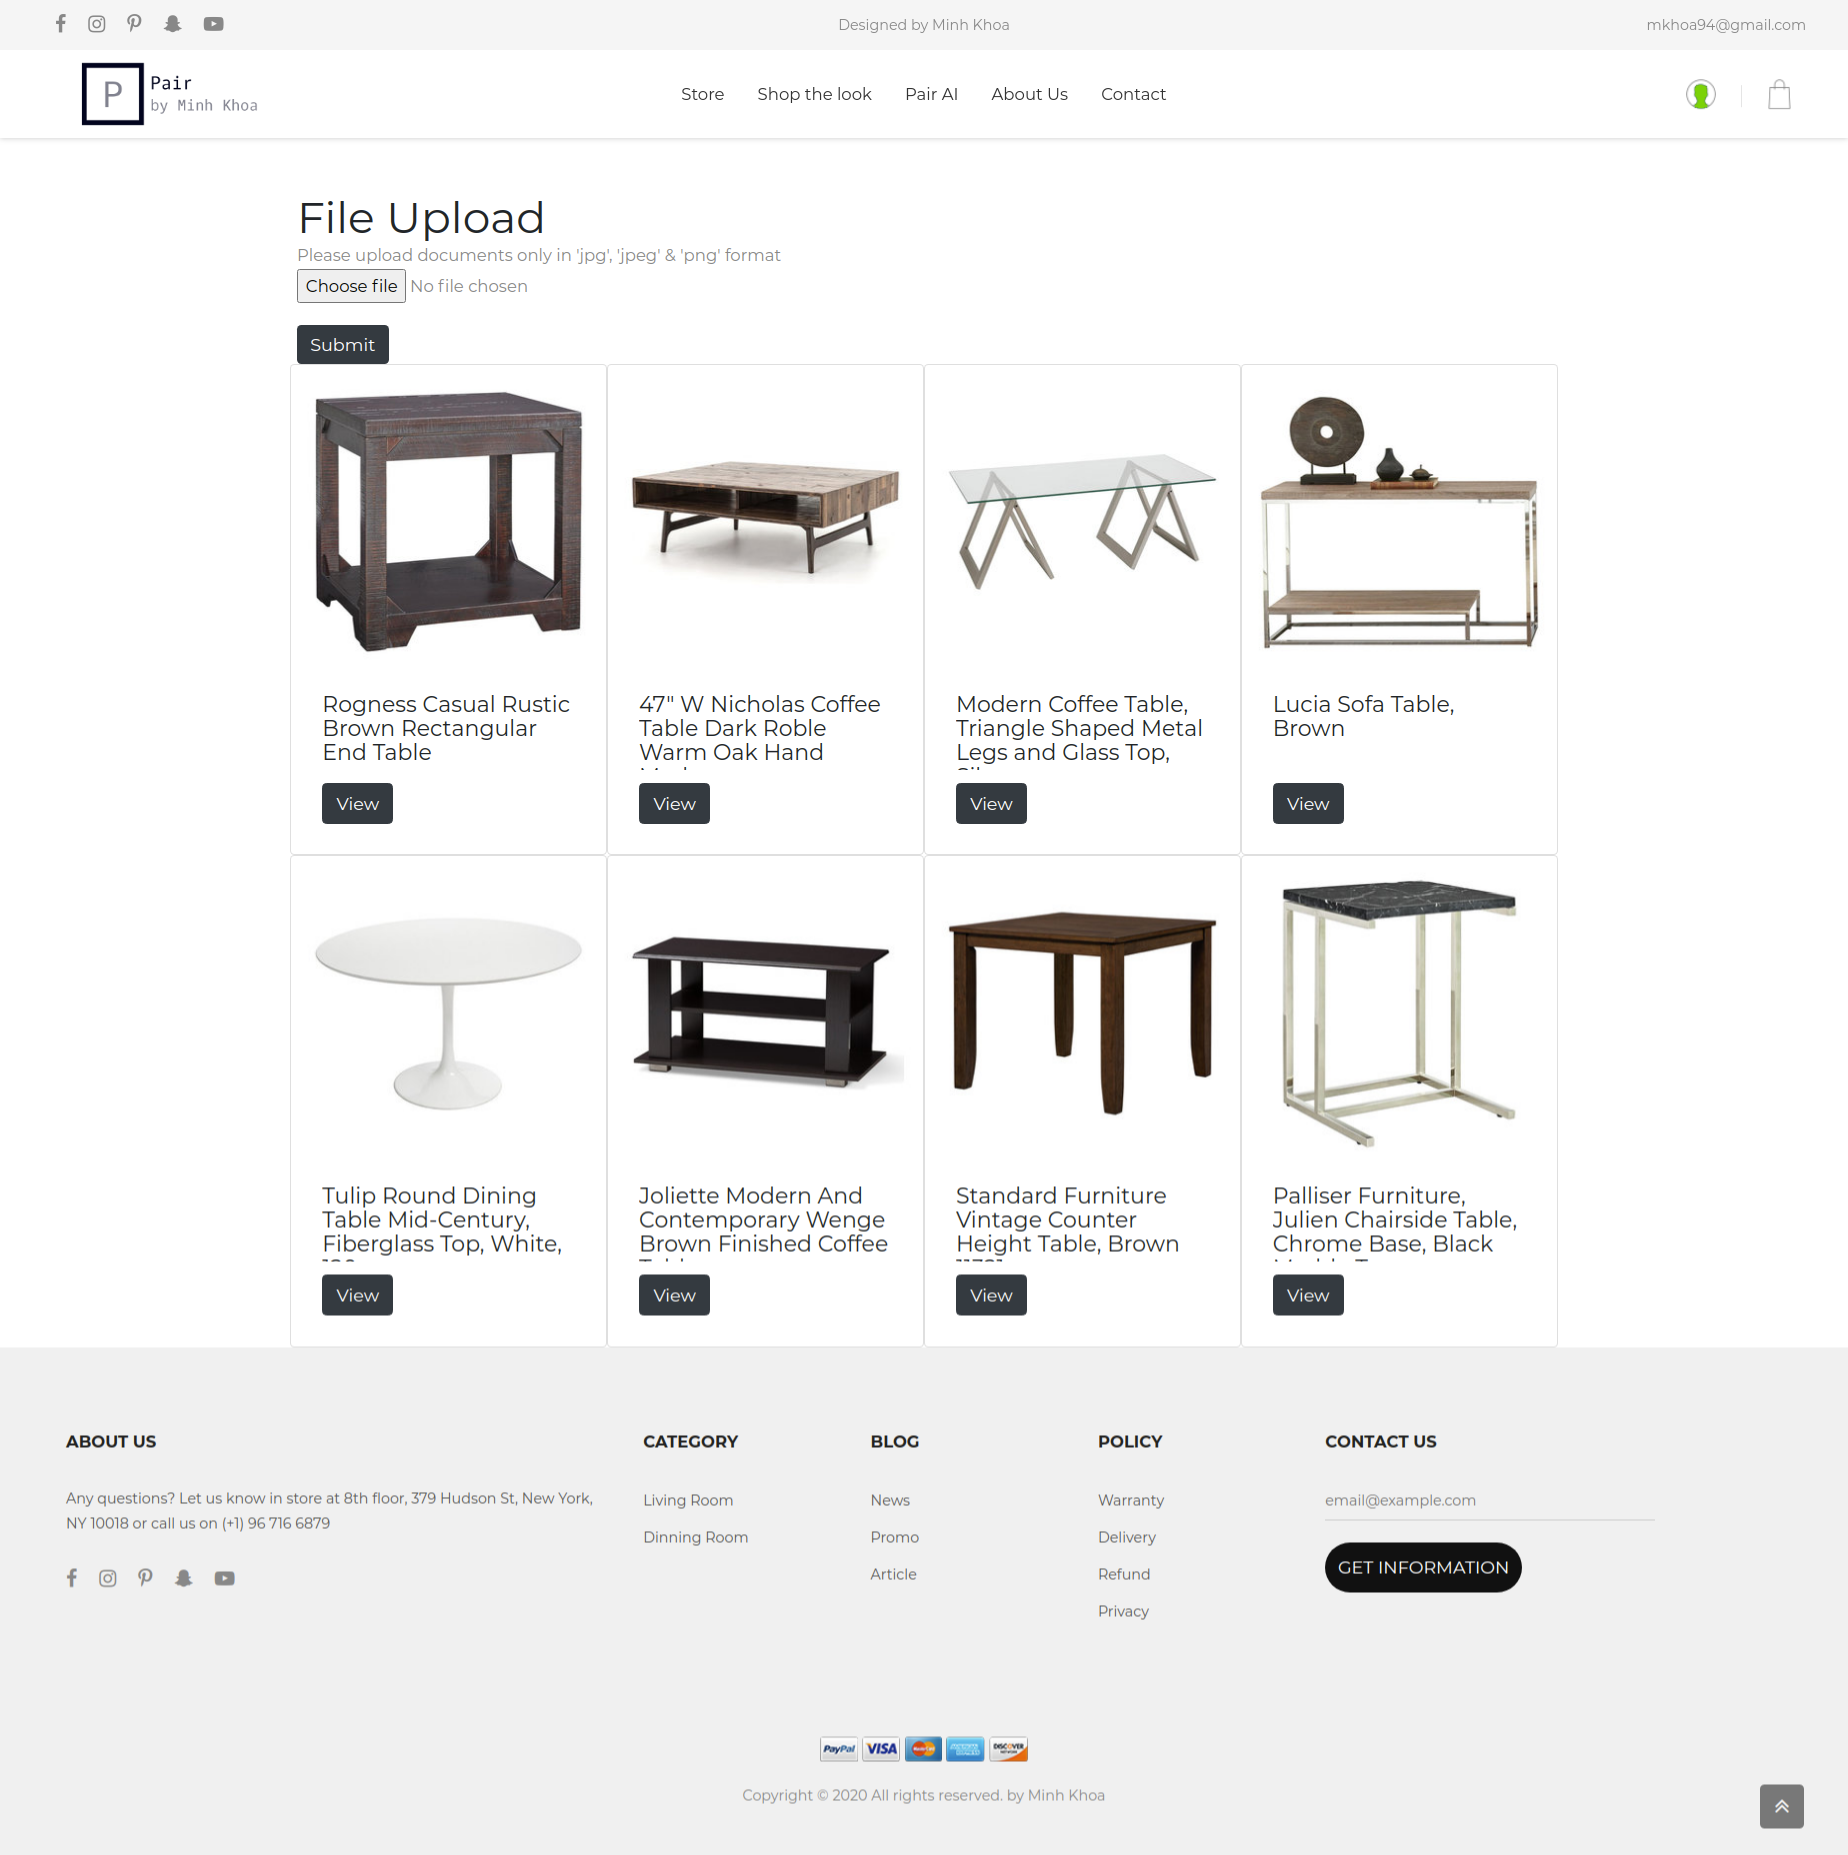 Designed by Minh Khoa
mkhoa94@gmail.com
P
Pair
by Minh Khoa
Store
Shop the look
Pair AI
About Us
Contact
File Upload
Please upload documents only in 'jpg', 'jpeg' & 'png' format
Choose file No file chosen
Submit
Rogness Casual Rustic
Brown Rectangular
End Table
View
47" W Nicholas Coffee
Table Dark Roble
Warm Oak Hand
View
Modern Coffee Table,
Triangle Shaped Metal
Legs and Glass Top,
View
Lucia Sofa Table,
Brown
View
Tulip Round Dining
Table Mid-Century,
Fiberglass Top, White,
View
Joliette Modern And
Contemporary Wenge
Brown Finished Coffee
View
Standard Furniture
Vintage Counter
Height Table, Brown
View
Palliser Furniture,
Julien Chairside Table,
Chrome Base, Black
View
ABOUT US
Any questions? Let us know in store at 8th floor, 379 Hudson St, New York,
NY 10018 or call us on (+1) 96 716 6879
CATEGORY
Living Room
Dinning Room
BLOG
News
Promo
Article
POLICY
Warranty
Delivery
Refund
Privacy
CONTACT US
email@example.com
GET INFORMATION
PayPal
VISA
MasterCard
DISCOVER
Copyright © 2020 All rights reserved. by Minh Khoa